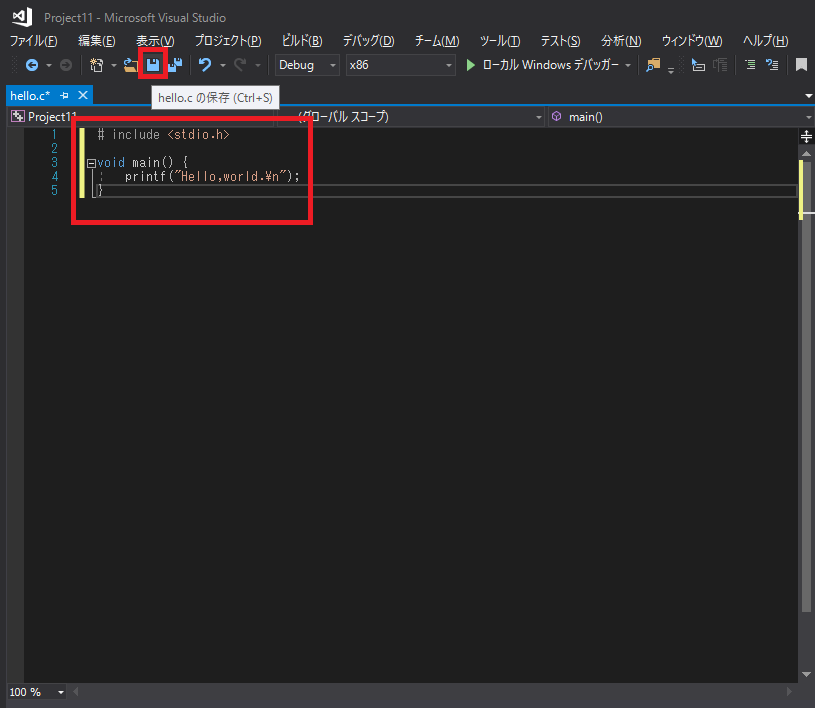 Project11 - Microsoft Visual Studio
ファイル(F) 編集(E) 表示(V) プロジェクト(P) ビルド(B) デバッグ(D) チーム(M) ツール(T) テスト(S) 分析(N) ウィンドウ(W) ヘルプ(H)
Debug x86 ローカル Windows デバッガー
hello.c*
hello.c の保存 (Ctrl+S)
Project11 (グローバル スコープ) main()
1 # include <stdio.h>
2
3 void main() {
4 printf("Hello,world.¥n");
5 }
100 %